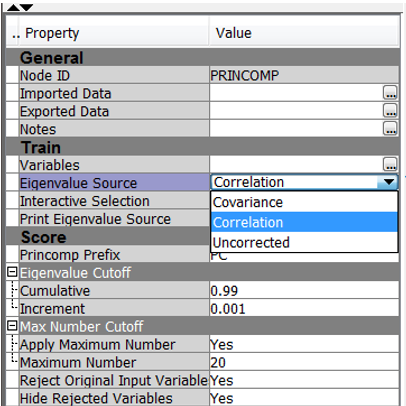 .. Property Value
General
Node ID PRINCOMP
Imported Data ...
Exported Data ...
Notes ...
Train
Variables ...
Eigenvalue Source Correlation
Interactive Selection Covariance
Print Eigenvalue Source Correlation
Score Uncorrected
Princomp Prefix PC
Eigenvalue Cutoff
Cumulative 0.99
Increment 0.001
Max Number Cutoff
Apply Maximum Number Yes
Maximum Number 20
Reject Original Input Variable Yes
Hide Rejected Variables Yes